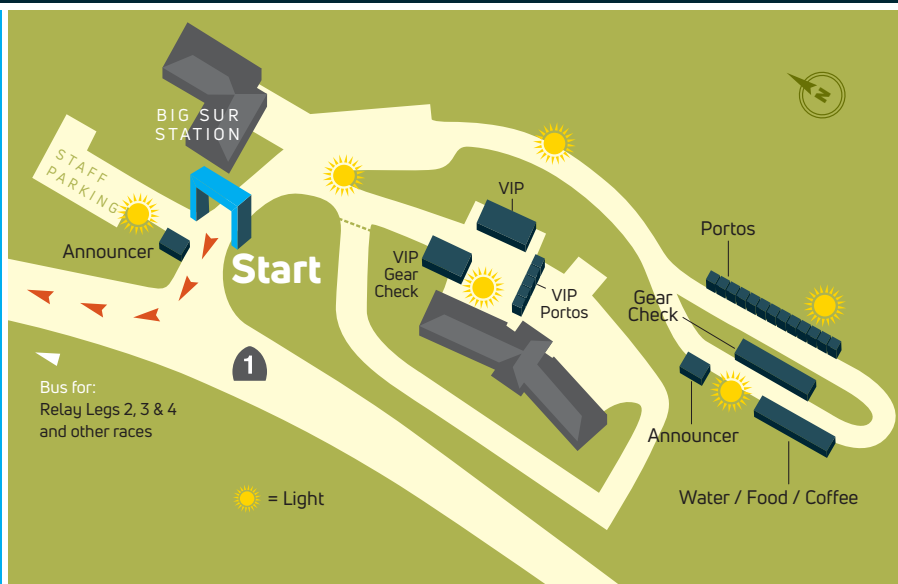 BIG SUR
STATION
N
STAFF
PARKING
VIP
Announcer
Start
VIP
Gear
Check
VIP
Portos
Portos
Gear
Check
1
Bus for:
Relay Legs 2, 3 & 4
and other races
Announcer
Water / Food / Coffee
= Light